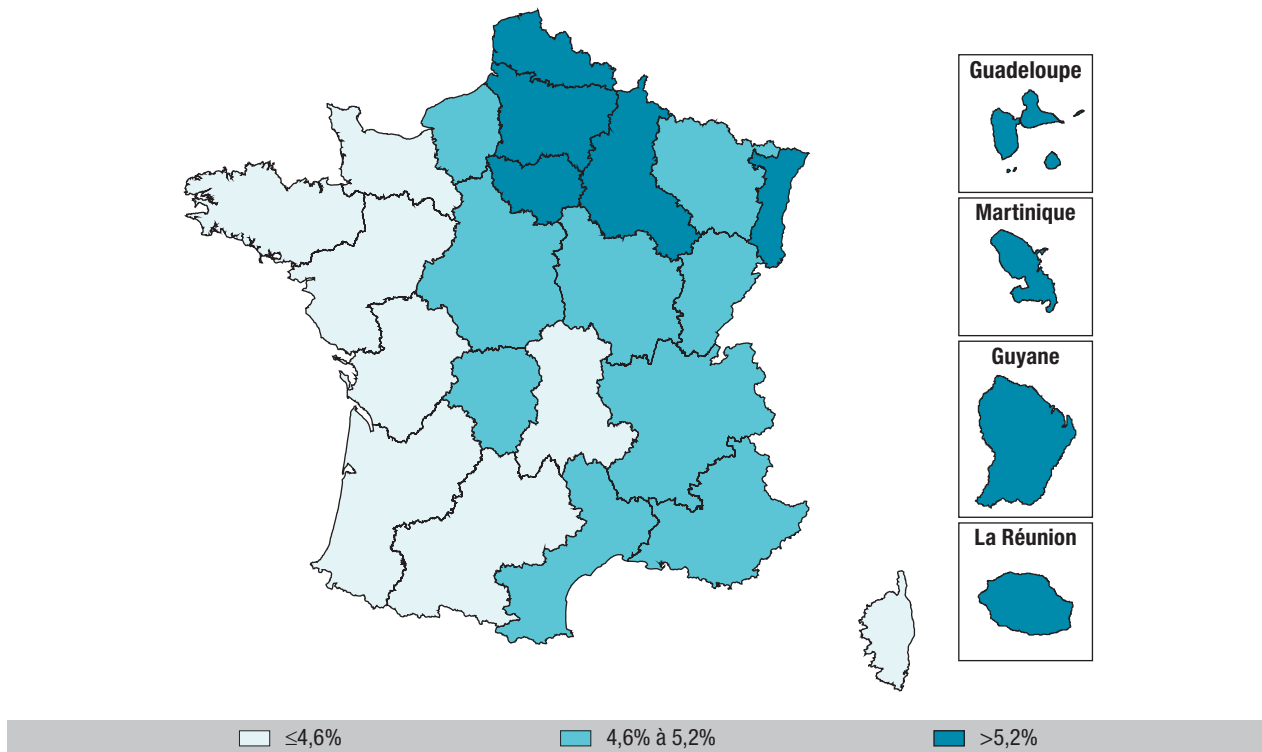 Guadeloupe
Martinique
Guyane
La Réunion
≤4,6%
4,6% à 5,2%
>5,2%